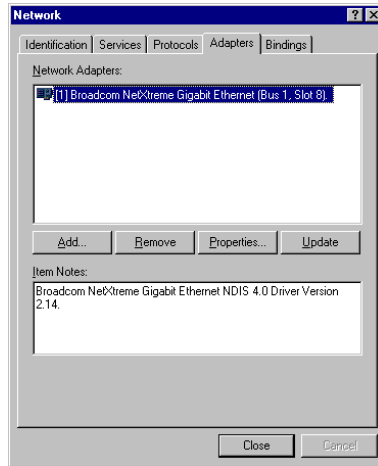 Network
Identification Services Protocols Adapters Bindings
Network Adapters:
[1] Broadcom NetXtreme Gigabit Ethernet (Bus 1, Slot 8).
Add... Remove Properties... Update
Item Notes:
Broadcom NetXtreme Gigabit Ethernet NDIS 4.0 Driver Version
2.14.
Close Cancel